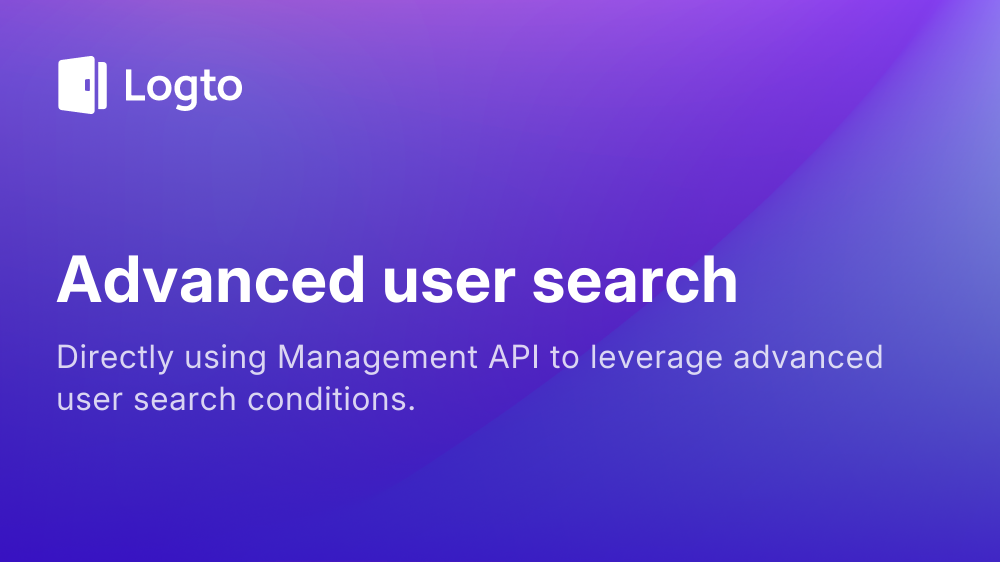 Logto
Advanced user search
Directly using Management API to leverage advanced
user search conditions.